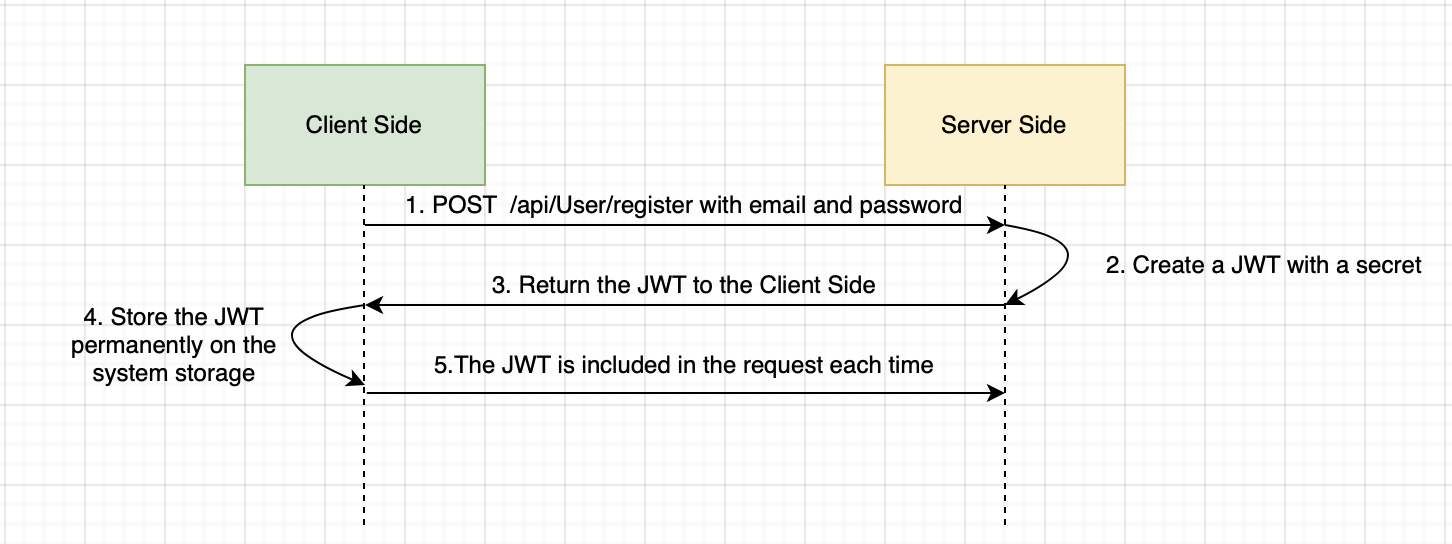 Client Side
Server Side
1. POST  /api/User/register with email and password
2. Create a JWT with a secret
3. Return the JWT to the Client Side
4. Store the JWT
permanently on the
system storage
5.The JWT is included in the request each time